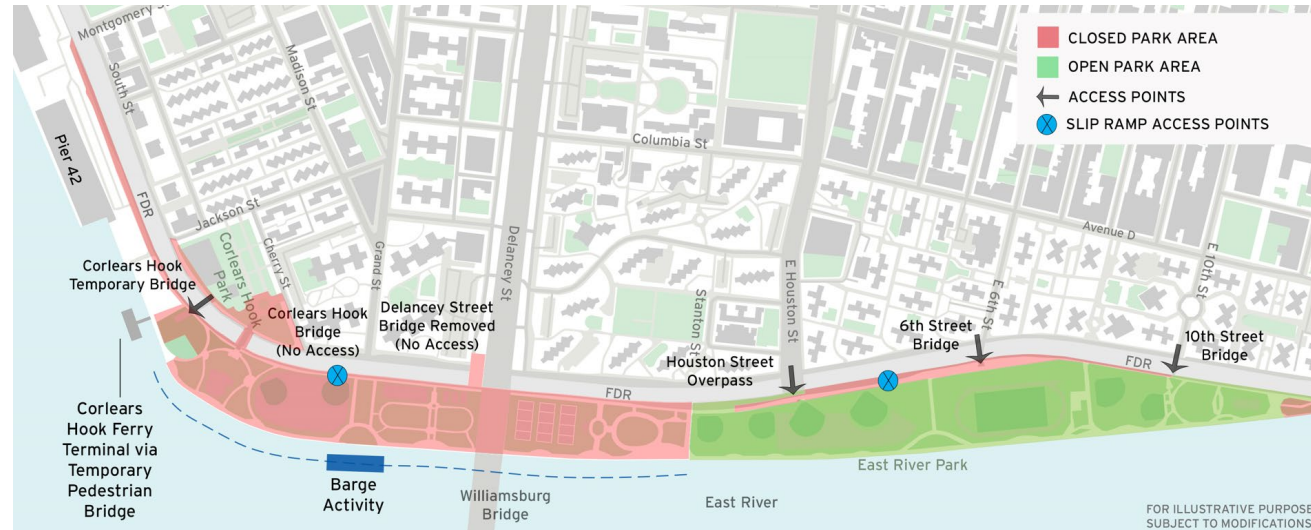 Montgomery St
South St
Madison St
Pier 42
FDR
Jackson St
Corlears Hook
Park
Corlears Hook
Cherry St
Grand St
Delancey St
Columbia St
Stanton St
E Houston St
Avenue D
E 6th St
E 10th St
CLOSED PARK AREA
OPEN PARK AREA
ACCESS POINTS
SLIP RAMP ACCESS POINTS
Corlears Hook
Temporary Bridge
Corlears Hook
Bridge
(No Access)
Delancey Street
Bridge Removed
(No Access)
Houston Street
Overpass
6th Street
Bridge
10th Street
Bridge
FDR
FDR
Corlears
Hook Ferry
Terminal via
Temporary
Pedestrian
Bridge
Barge
Activity
Williamsburg
Bridge
East River
East River Park
FOR ILLUSTRATIVE PURPOSE
SUBJECT TO MODIFICATIONS